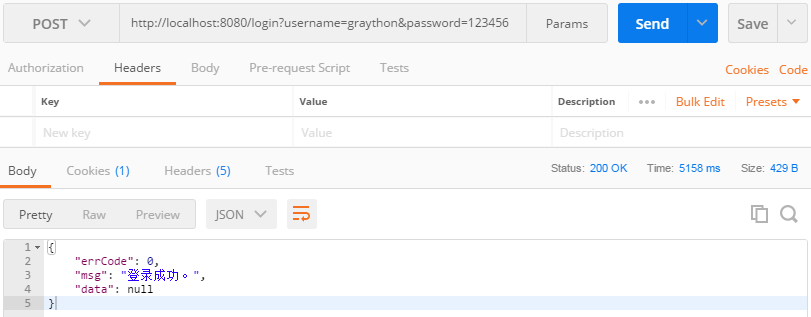 POST http://localhost:8080/login?username=graython&password=123456 Params Send Save
Authorization Headers Body Pre-request Script Tests Cookies Code
Key Value Description ••• Bulk Edit Presets
New key Value Description
Body Cookies (1) Headers (5) Tests Status: 200 OK Time: 5158 ms Size: 429 B
Pretty Raw Preview JSON
1 {
2 "errCode": 0,
3 "msg": "登录成功。",
4 "data": null
5 }